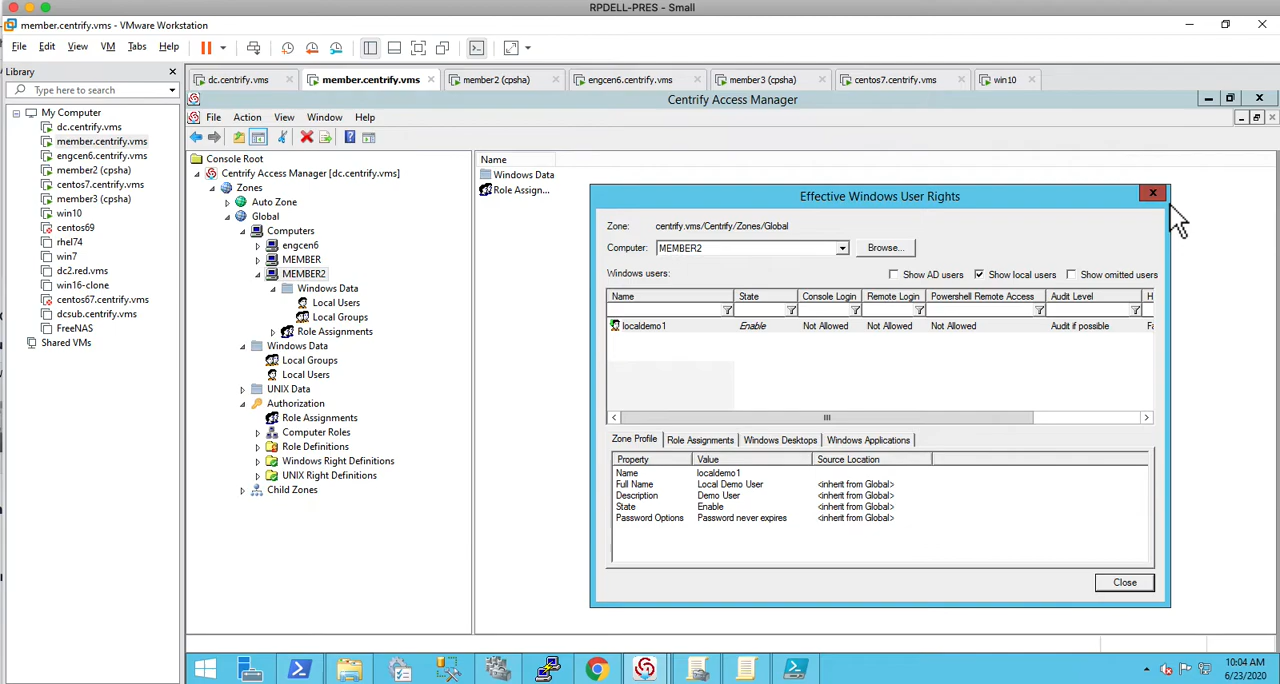 RPDELL-PRES - Small
member.centrify.vms - VMware Workstation
File Edit View VM Tabs Help
Library
Type here to search
My Computer
dc.centrify.vms
member.centrify.vms
engcen6.centrify.vms
member2 (cpsha)
centos7.centrify.vms
member3 (cpsha)
win10
centos69
rhel74
win7
dc2.red.vms
win16-clone
centos67.centrify.vms
dcsub.centrify.vms
FreeNAS
Shared VMs
dc.centrify.vms member.centrify.vms member2 (cpsha) engcen6.centrify.vms member3 (cpsha) centos7.centrify.vms win10
Centrify Access Manager
File Action View Window Help
Console Root
Centrify Access Manager [dc.centrify.vms]
Zones
Auto Zone
Global
Computers
engcen6
MEMBER
MEMBER2
Windows Data
Local Users
Local Groups
Role Assignments
Windows Data
Local Groups
Local Users
UNIX Data
Authorization
Role Assignments
Computer Roles
Role Definitions
Windows Right Definitions
UNIX Right Definitions
Child Zones
Name
Windows Data
Role Assign...
Effective Windows User Rights
Zone: centrify.vms/Centrify/Zones/Global
Computer: MEMBER2 Browse...
Windows users: Show AD users Show local users Show omitted users
Name State Console Login Remote Login Powershell Remote Access Audit Level H
localdemo1 Enable Not Allowed Not Allowed Not Allowed Audit if possible Fa
Zone Profile Role Assignments Windows Desktops Windows Applications
Property Value Source Location
Name localdemo1
Full Name Local Demo User <inherit from Global>
Description Demo User <inherit from Global>
State Enable <inherit from Global>
Password Options Password never expires <inherit from Global>
Close
10:04 AM
6/23/2020